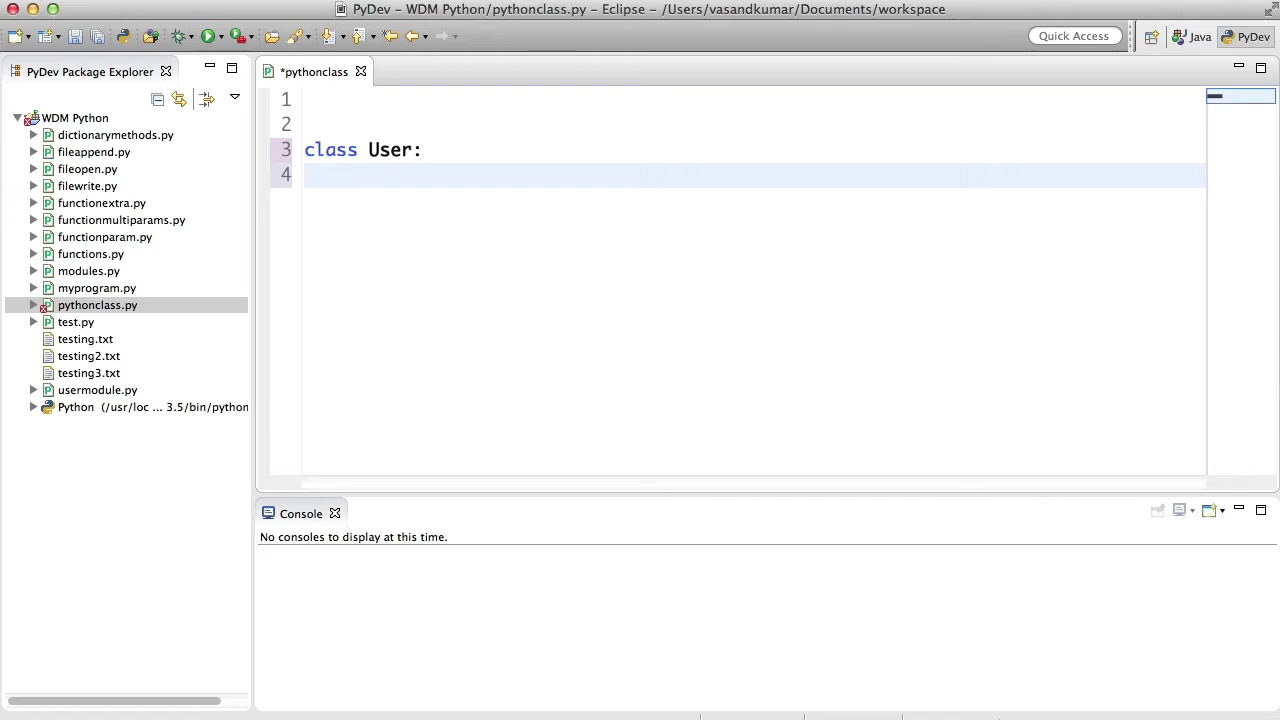 PyDev – WDM Python/pythonclass.py – Eclipse – /Users/vasandkumar/Documents/workspace
Quick Access
Java
PyDev
PyDev Package Explorer
*pythonclass
WDM Python
dictionarymethods.py
fileappend.py
fileopen.py
filewrite.py
functionextra.py
functionmultiparams.py
functionparam.py
functions.py
modules.py
myprogram.py
pythonclass.py
test.py
testing.txt
testing2.txt
testing3.txt
usermodule.py
Python (/usr/loc ... 3.5/bin/python
1
2
3 class User:
4
Console
No consoles to display at this time.